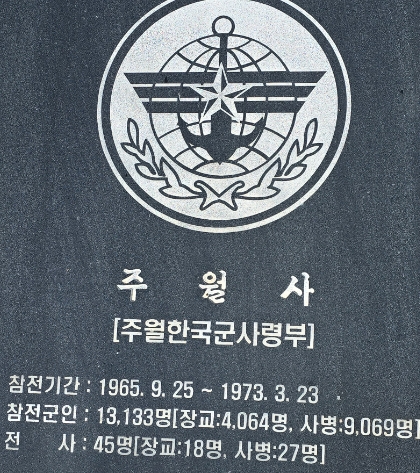 주 월 사
[주월한국군사령부]
참전기간 : 1965. 9. 25 ~ 1973. 3. 23
참전군인 : 13,133명[장교:4,064명, 사병:9,069명]
전 사 : 45명[장교:18명, 사병:27명]